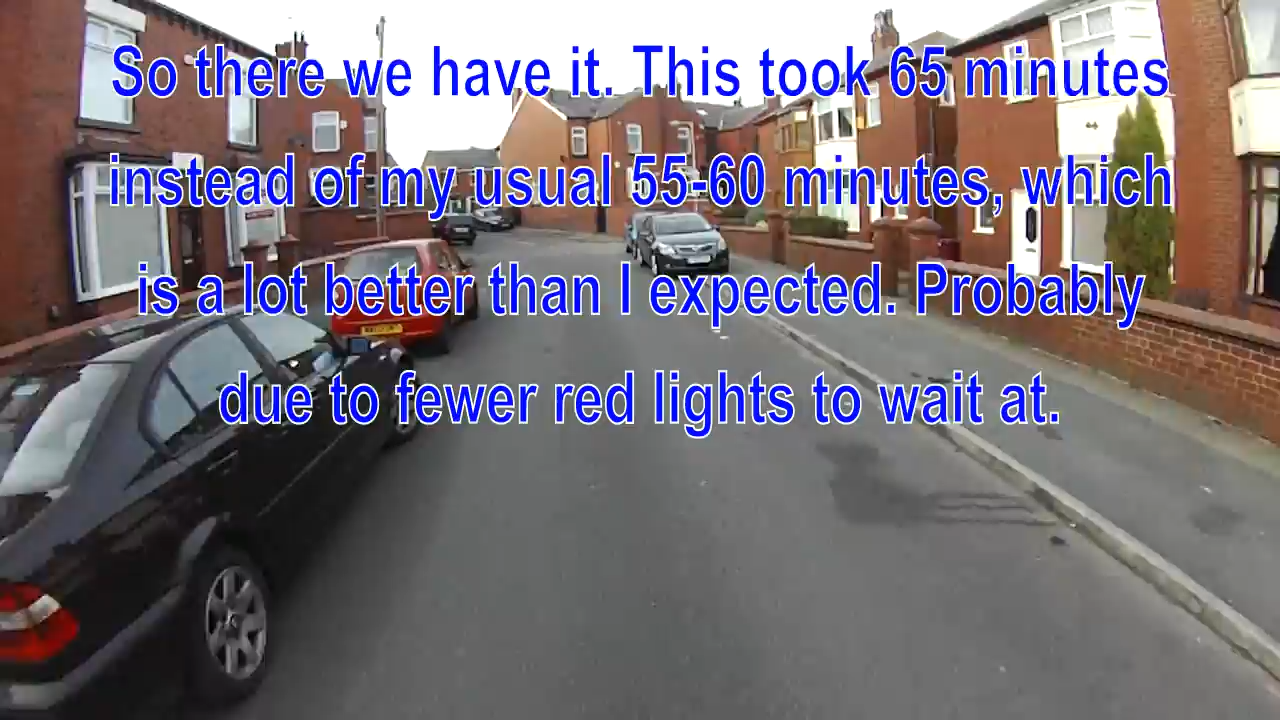 So there we have it. This took 65 minutes
instead of my usual 55-60 minutes, which
is a lot better than I expected. Probably
due to fewer red lights to wait at.